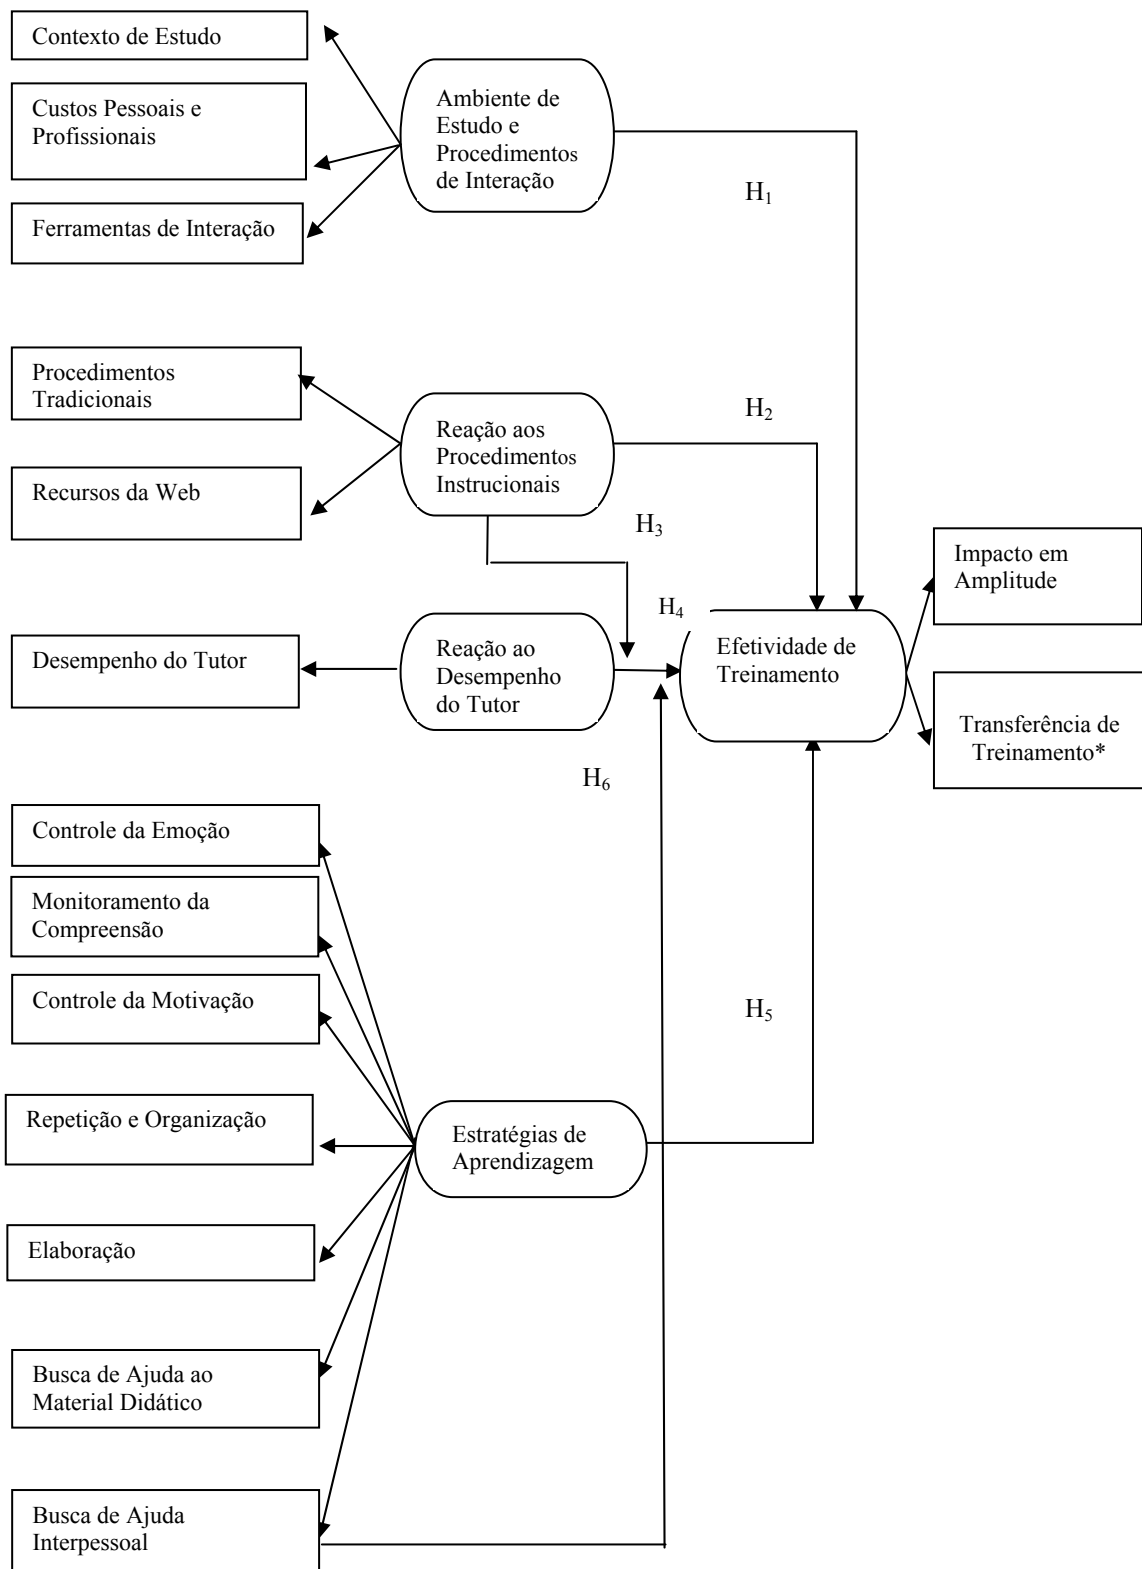 Contexto de Estudo
Custos Pessoais e
Profissionais
Ferramentas de Interação
Ambiente de
Estudo e
Procedimentos
de Interação
H₁
Procedimentos
Tradicionais
Recursos da Web
Reação aos
Procedimentos
Instrucionais
H₂
H₃
Desempenho do Tutor
Reação ao
Desempenho
do Tutor
H₄
Efetividade de
Treinamento
Impacto em
Amplitude
Transferência de
Treinamento*
H₆
Controle da Emoção
Monitoramento da
Compreensão
Controle da Motivação
Repetição e Organização
Elaboração
Busca de Ajuda ao
Material Didático
Busca de Ajuda
Interpessoal
Estratégias de
Aprendizagem
H₅